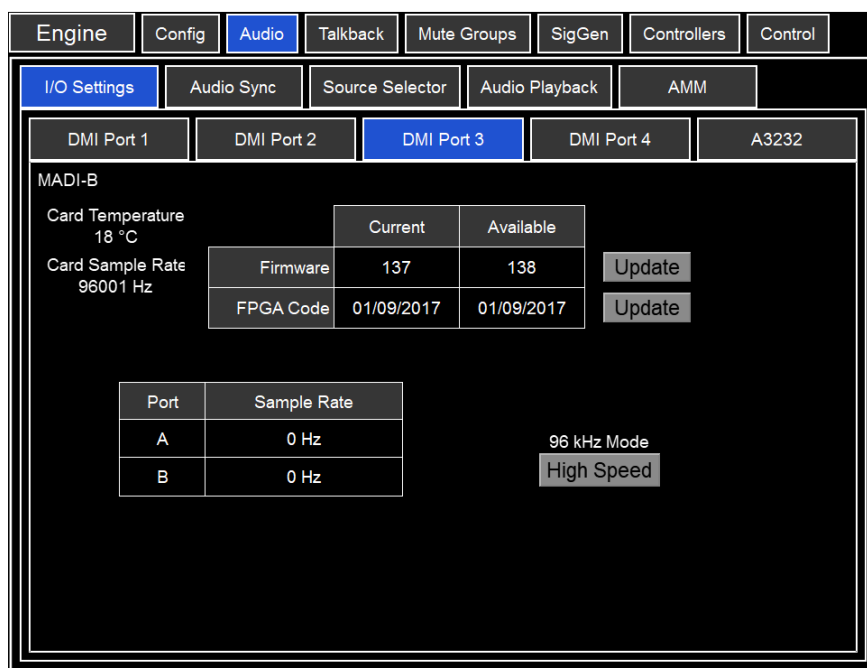 Engine Config Audio Talkback Mute Groups SigGen Controllers Control
I/O Settings Audio Sync Source Selector Audio Playback AMM
DMI Port 1 DMI Port 2 DMI Port 3 DMI Port 4 A3232
MADI-B
Card Temperature
18 °C
Card Sample Rate
96001 Hz
Current Available
Firmware 137 138 Update
FPGA Code 01/09/2017 01/09/2017 Update
Port Sample Rate
A 0 Hz
B 0 Hz
96 kHz Mode
High Speed